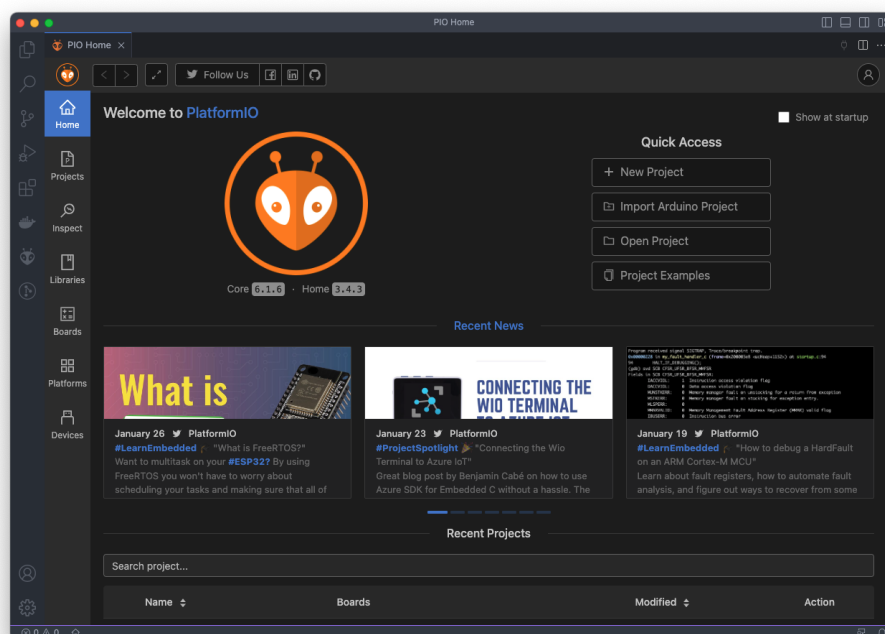 PIO Home
PIO Home
Follow Us
Home
Projects
Inspect
Libraries
Boards
Platforms
Devices
Welcome to PlatformIO
Show at startup
Core 6.1.6 · Home 3.4.3
Quick Access
New Project
Import Arduino Project
Open Project
Project Examples
Recent News
What is
January 26 PlatformIO
#LearnEmbedded "What is FreeRTOS?"
Want to multitask on your #ESP32? By using
FreeRTOS you won't have to worry about
scheduling your tasks and making sure that all of
CONNECTING THE
WIO TERMINAL
January 23 PlatformIO
#ProjectSpotlight "Connecting the Wio
Terminal to Azure IoT"
Great blog post by Benjamin Cabé on how to use
Azure SDK for Embedded C without a hassle. The
Program received signal SIGTRAP, Trace/breakpoint trap.
January 19 PlatformIO
#LearnEmbedded "How to debug a HardFault
on an ARM Cortex-M MCU"
Learn about fault registers, how to automate fault
analysis, and figure out ways to recover from some
Recent Projects
Search project...
Name Boards Modified Action